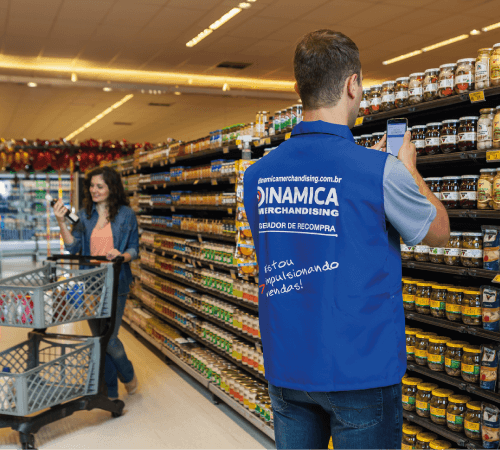 dinamicamerchandising.com.br
DINAMICA
MERCHANDISING
GERADOR DE RECOMPRA
Estou
impulsionando
vendas!